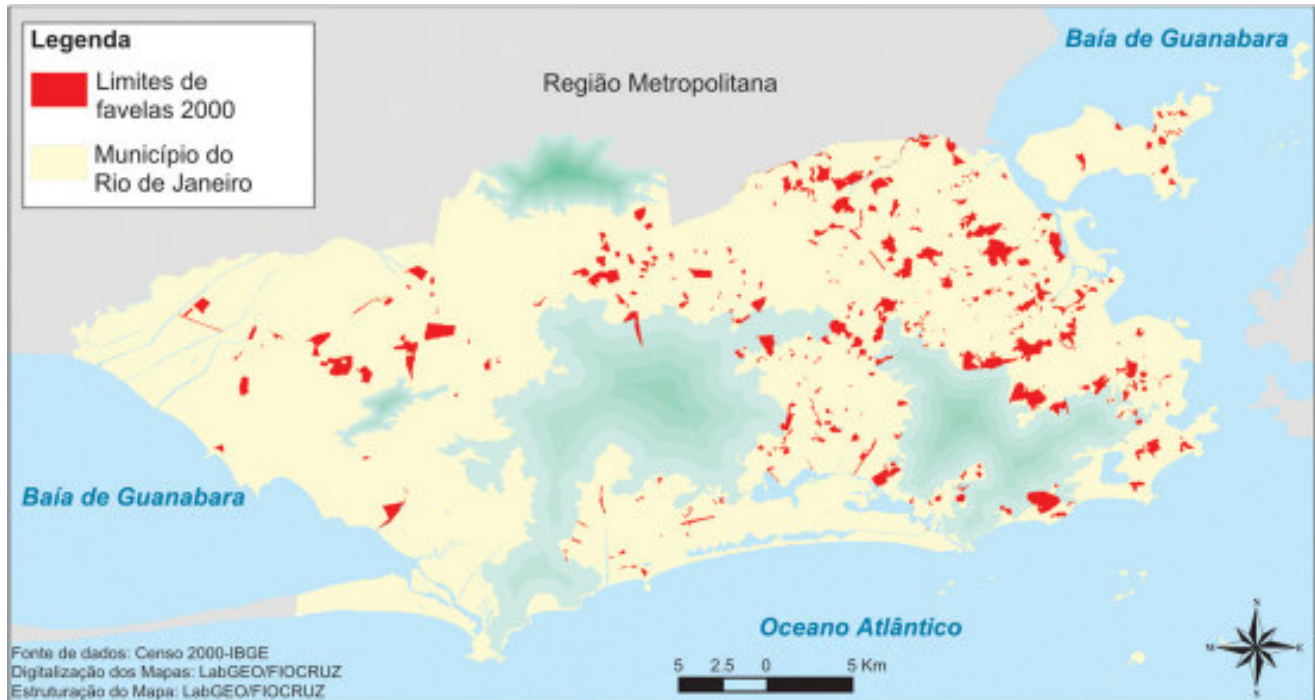 Legenda
Limites de
favelas 2000
Município do
Rio de Janeiro
Região Metropolitana
Baía de Guanabara
Baía de Guanabara
Oceano Atlântico
Fonte de dados: Censo 2000-IBGE
Digitalização dos Mapas: LabGEO/FIOCRUZ
Estruturação do Mapa: LabGEO/FIOCRUZ
5 2.5 0 5 Km
N
W E
S